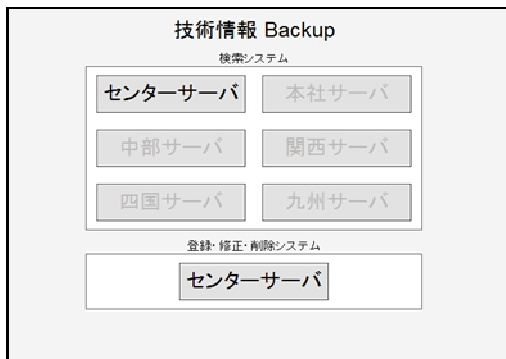 技術情報 Backup
検索システム
センターサーバ 本社サーバ
中部サーバ 関西サーバ
四国サーバ 九州サーバ
登録・修正・削除システム
センターサーバ